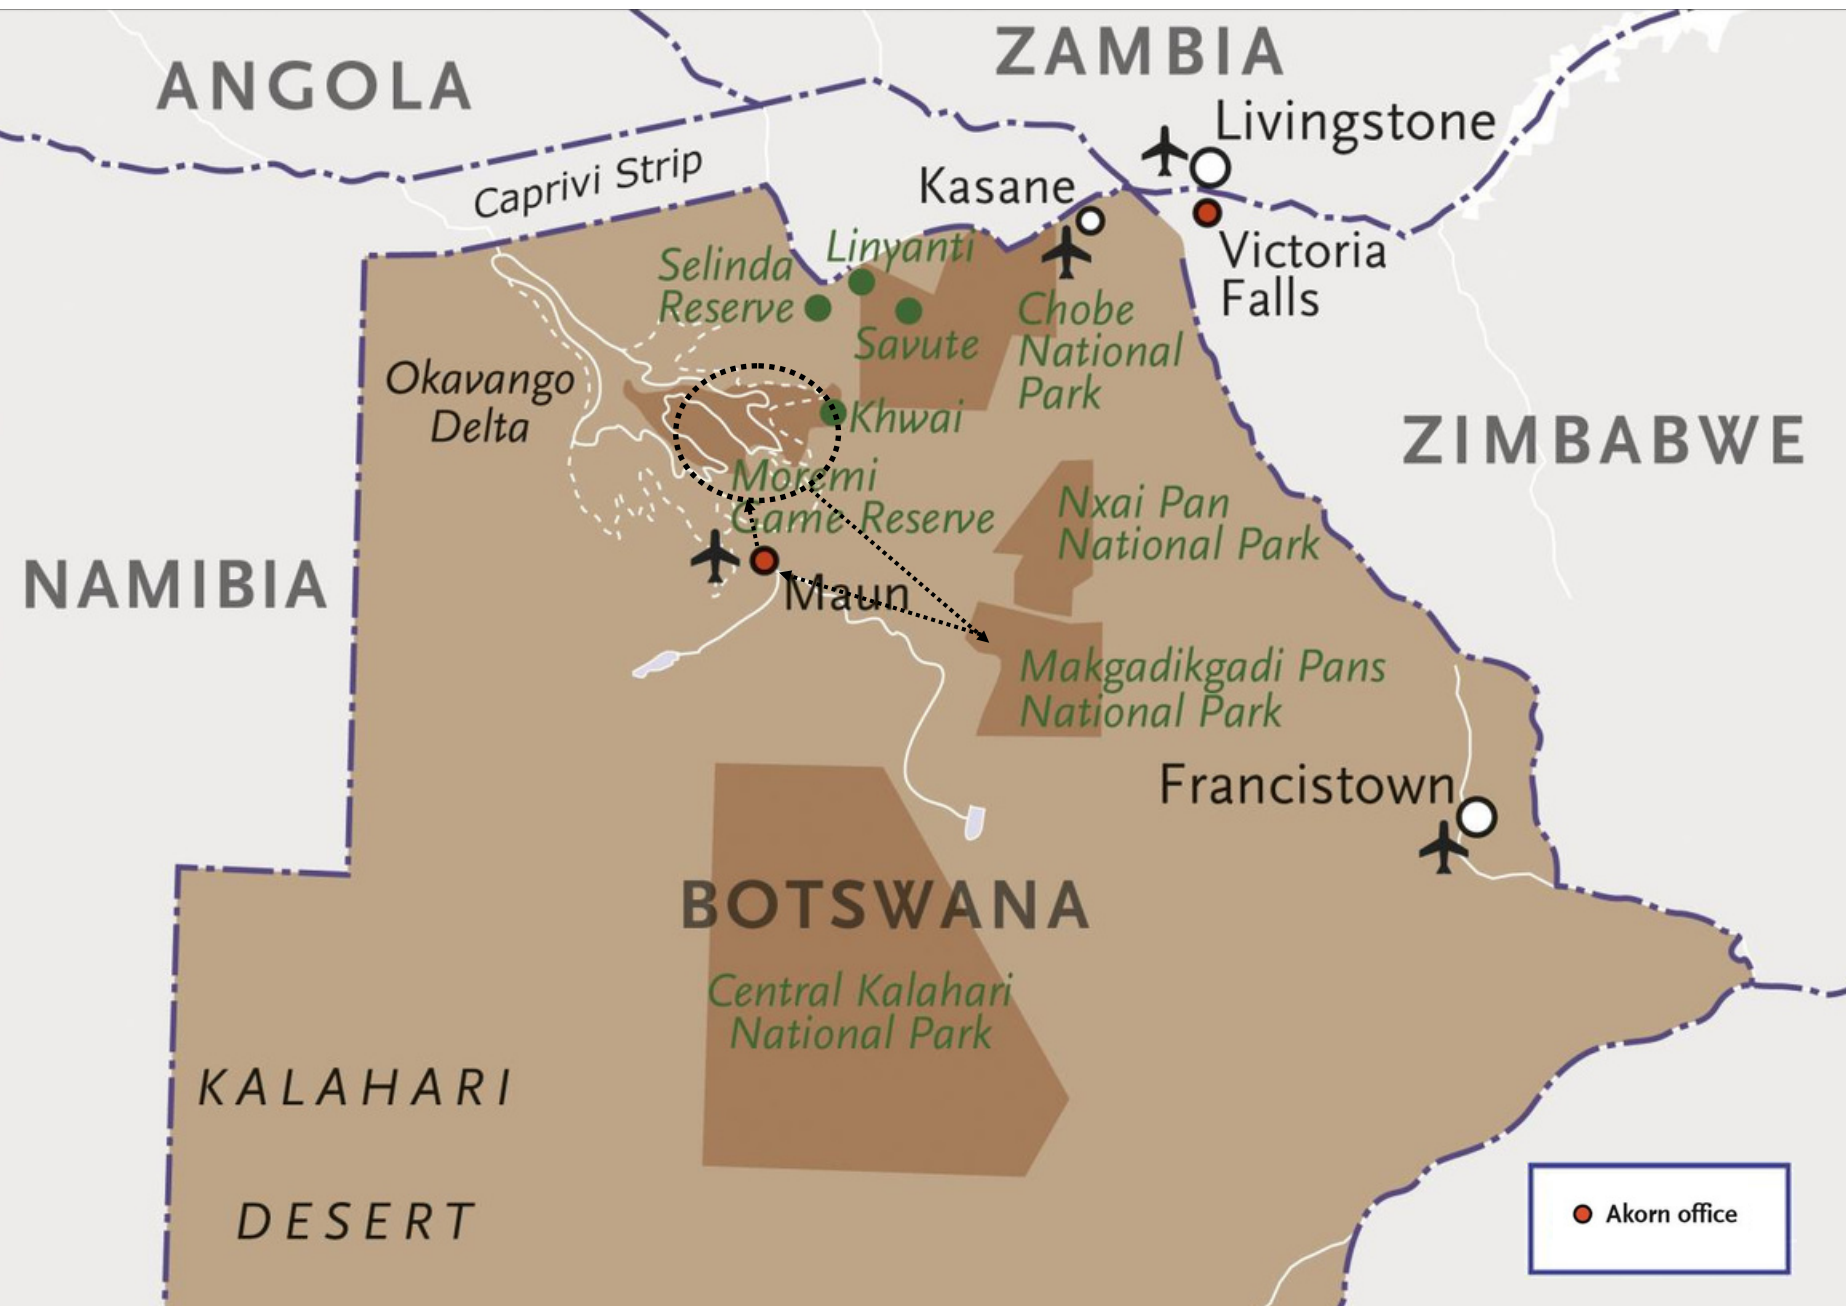 ANGOLA
ZAMBIA
Livingstone
Caprivi Strip
Kasane
Victoria
Falls
Linyanti
Selinda
Reserve
Savute
Chobe
National
Park
Okavango
Delta
Khwai
ZIMBABWE
Moremi
Game Reserve
Nxai Pan
National Park
NAMIBIA
Maun
Makgadikgadi Pans
National Park
Francistown
BOTSWANA
Central Kalahari
National Park
KALAHARI
DESERT
Akorn office